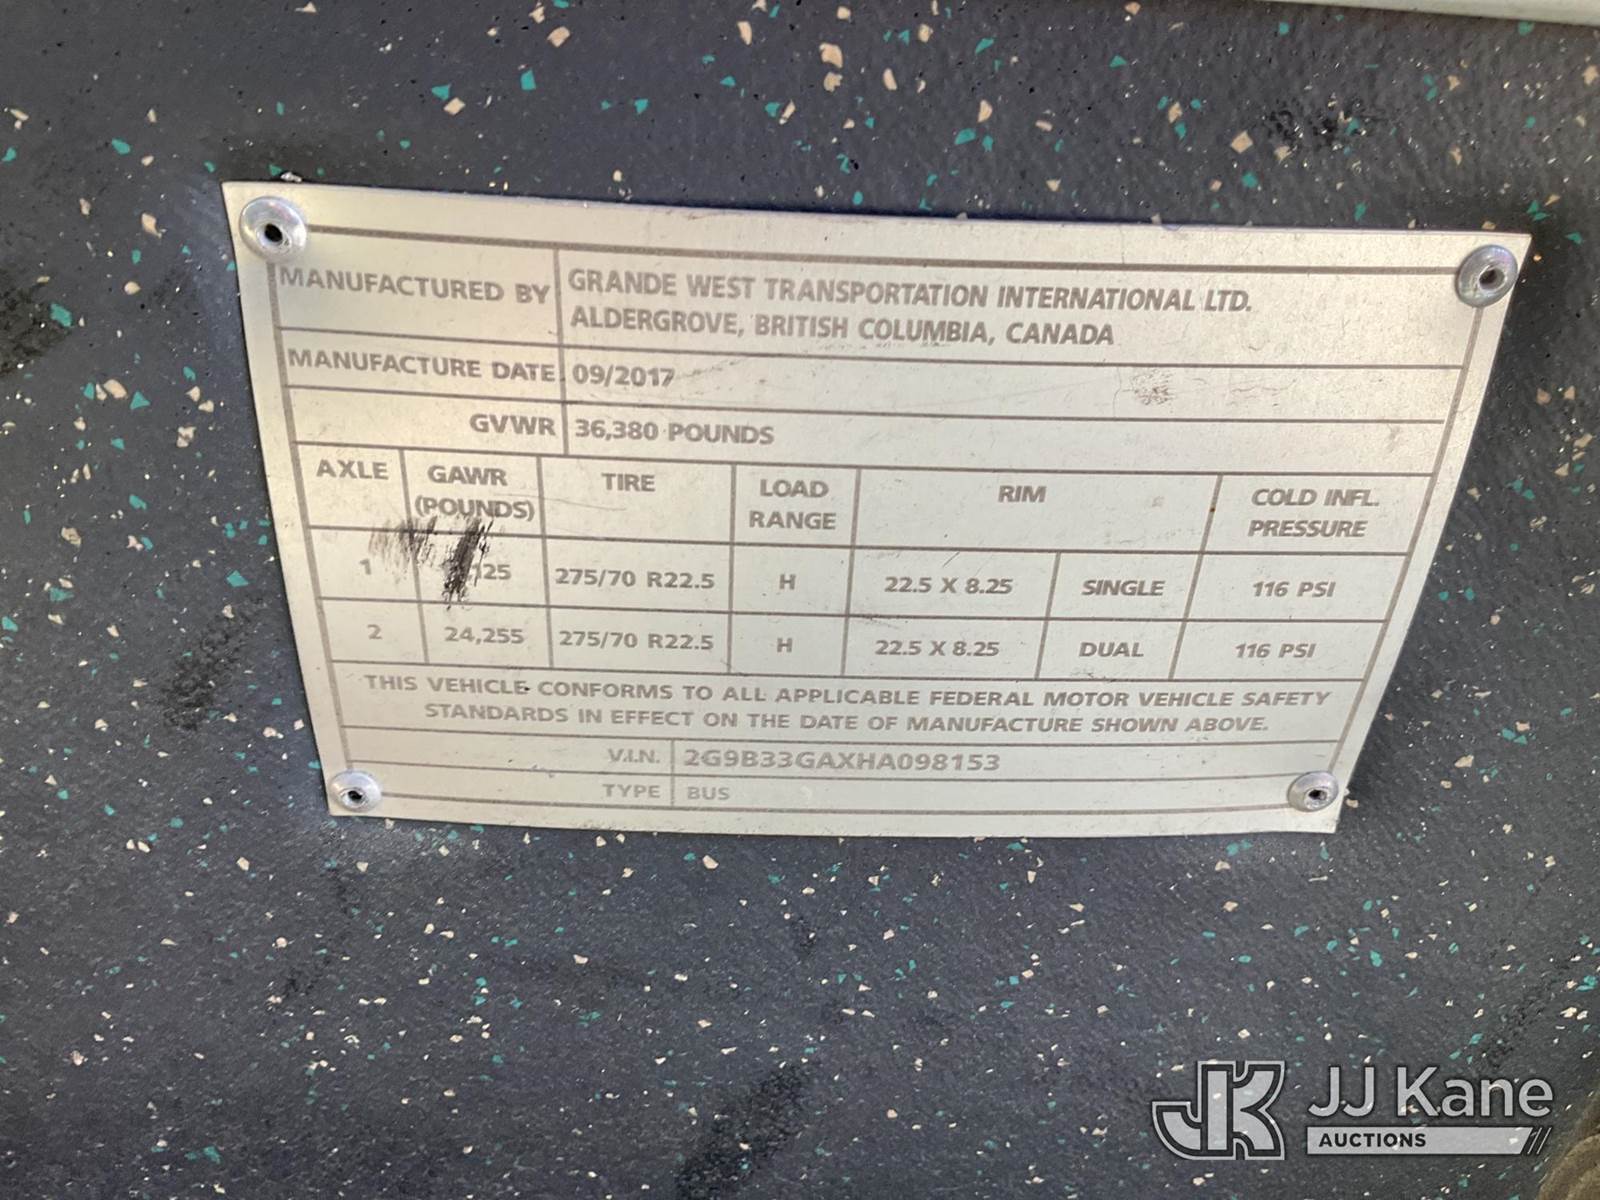 MANUFACTURED BY
GRANDE WEST TRANSPORTATION INTERNATIONAL LTD.
ALDERGROVE, BRITISH COLUMBIA, CANADA
MANUFACTURE DATE 09/2017
GVWR 36,380 POUNDS
AXLE GAWR (POUNDS) TIRE LOAD RANGE RIM COLD INFL. PRESSURE
1 275/70 R22.5 H 22.5 X 8.25 SINGLE 116 PSI
2 24,255 275/70 R22.5 H 22.5 X 8.25 DUAL 116 PSI
THIS VEHICLE CONFORMS TO ALL APPLICABLE FEDERAL MOTOR VEHICLE SAFETY
STANDARDS IN EFFECT ON THE DATE OF MANUFACTURE SHOWN ABOVE.
V.I.N. 2G9B33GAXHA098153
TYPE BUS
JK JJ Kane
AUCTIONS